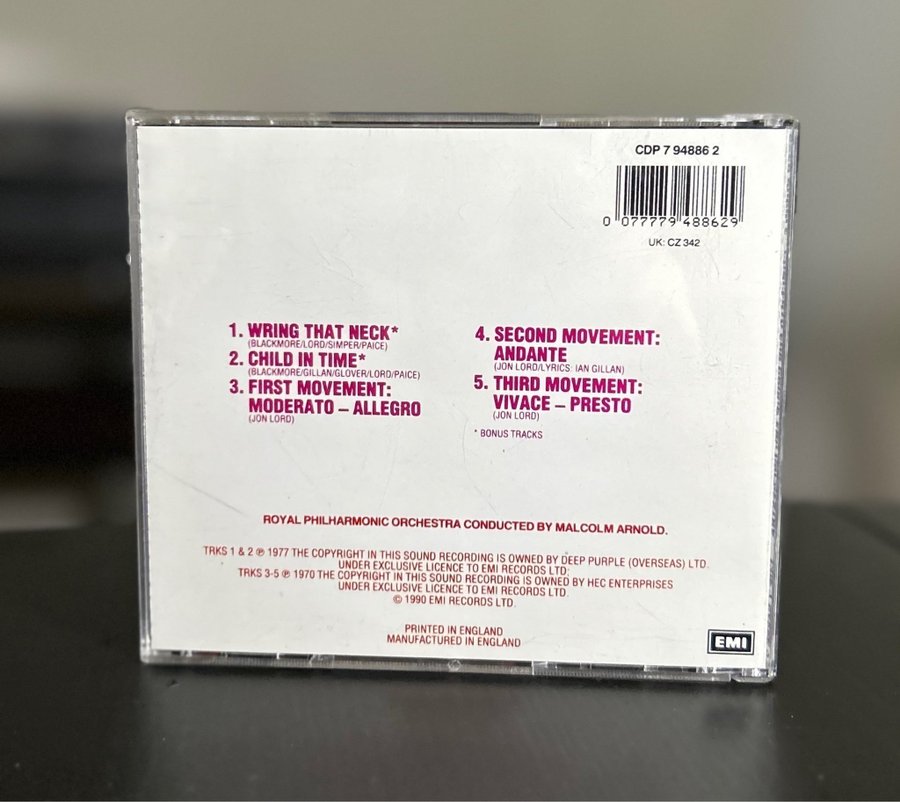 CDP 7 94886 2
0 077779 488629
UK: CZ 342
1. WRING THAT NECK*
(BLACKMORE/LORD/SIMPER/PAICE)
2. CHILD IN TIME*
(BLACKMORE/GILLAN/GLOVER/LORD/PAICE)
3. FIRST MOVEMENT:
MODERATO – ALLEGRO
(JON LORD)
4. SECOND MOVEMENT:
ANDANTE
(JON LORD/LYRICS: IAN GILLAN)
5. THIRD MOVEMENT:
VIVACE – PRESTO
(JON LORD)
* BONUS TRACKS
ROYAL PHILHARMONIC ORCHESTRA CONDUCTED BY MALCOLM ARNOLD.
TRKS 1 & 2 ℗ 1977 THE COPYRIGHT IN THIS SOUND RECORDING IS OWNED BY DEEP PURPLE (OVERSEAS) LTD.
UNDER EXCLUSIVE LICENCE TO EMI RECORDS LTD.
TRKS 3-5 ℗ 1970 THE COPYRIGHT IN THIS SOUND RECORDING IS OWNED BY HEC ENTERPRISES
UNDER EXCLUSIVE LICENCE TO EMI RECORDS LTD.
© 1990 EMI RECORDS LTD.
PRINTED IN ENGLAND
MANUFACTURED IN ENGLAND
EMI